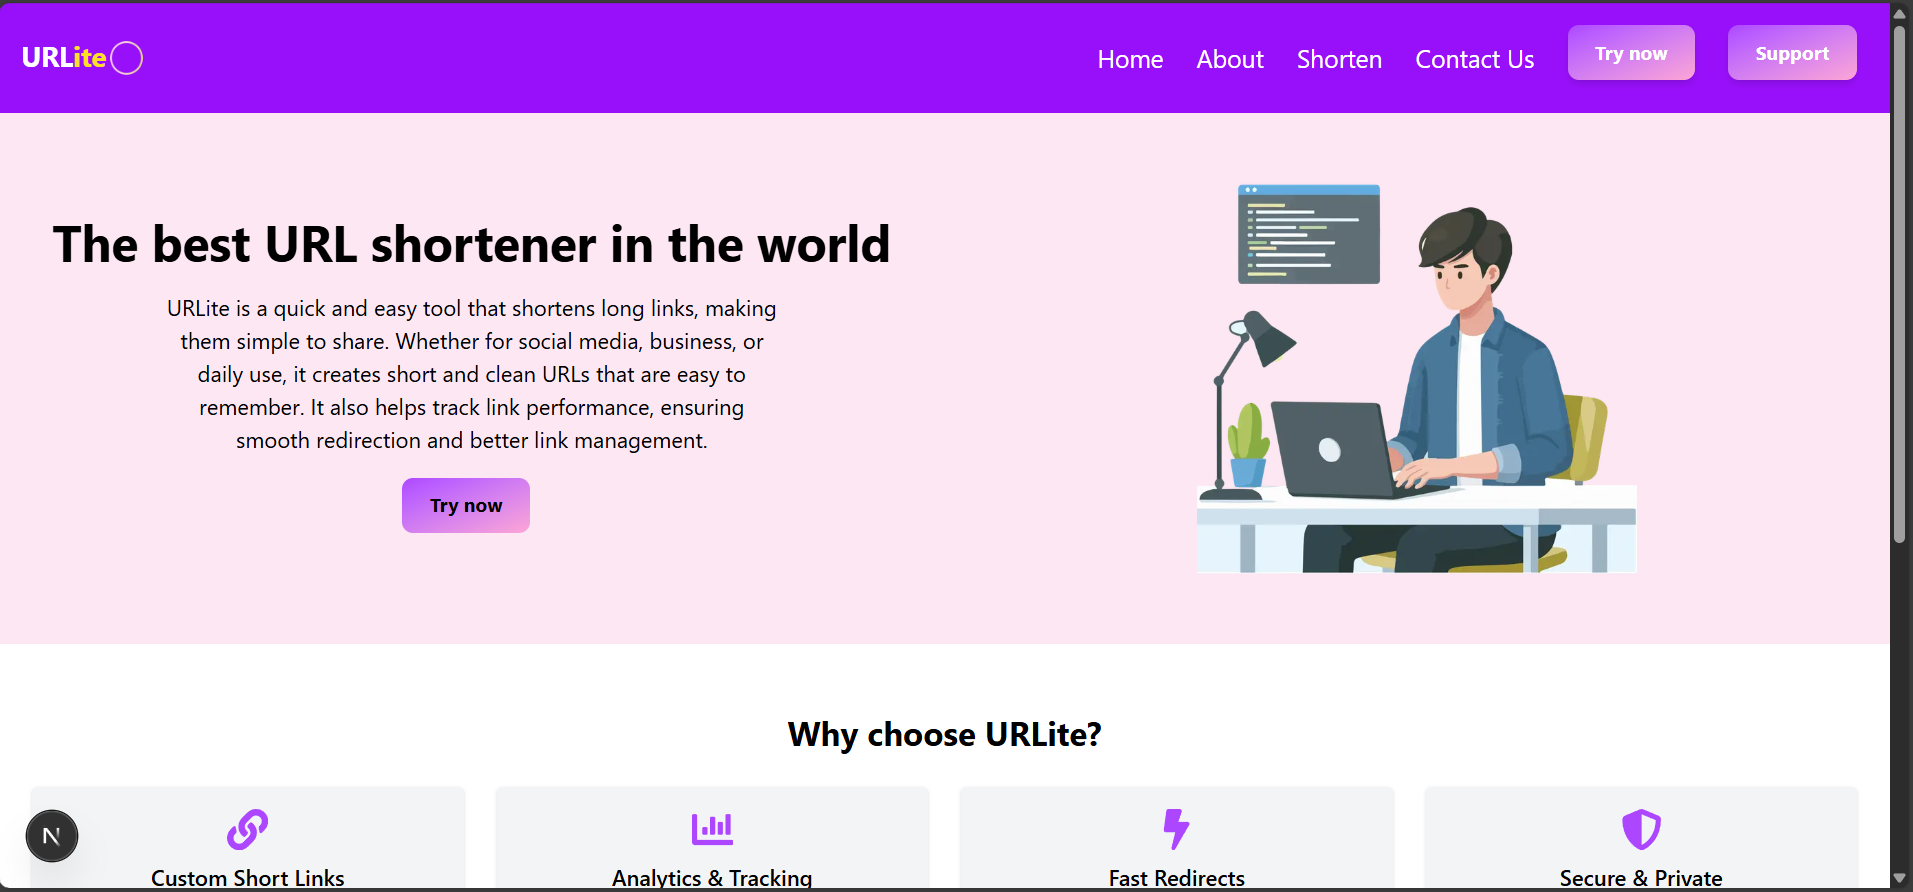 URLite
Home About Shorten Contact Us Try now Support
The best URL shortener in the world
URLite is a quick and easy tool that shortens long links, making
them simple to share. Whether for social media, business, or
daily use, it creates short and clean URLs that are easy to
remember. It also helps track link performance, ensuring
smooth redirection and better link management.
Try now
Why choose URLite?
Custom Short Links
Analytics & Tracking
Fast Redirects
Secure & Private
N